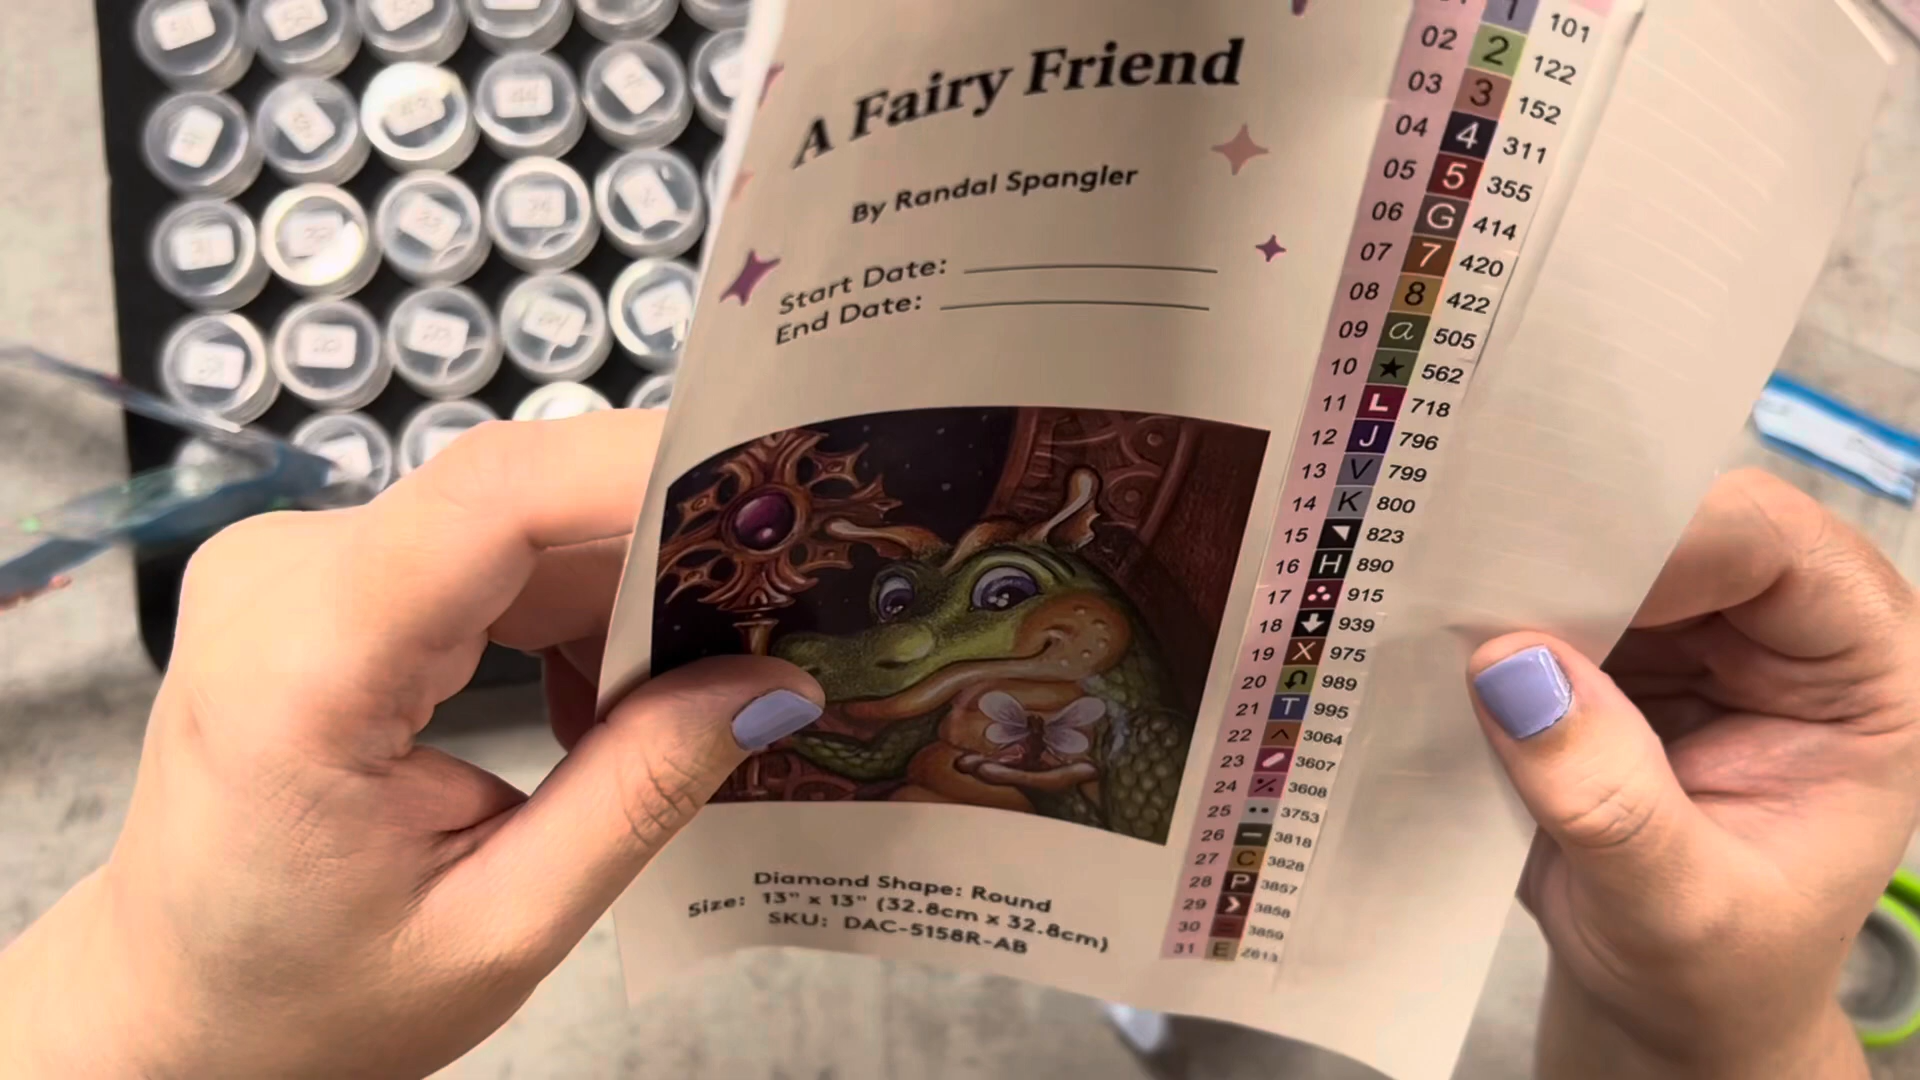 A Fairy Friend
By Randal Spangler
Start Date:
End Date:
Diamond Shape: Round
Size: 13" x 13" (32.8cm x 32.8cm)
SKU: DAC-5158R-AB
1 101
02 2 122
03 3 152
04 4 311
05 5 355
06 G 414
07 7 420
08 8 422
09 a 505
10 ★ 562
11 L 718
12 J 796
13 V 799
14 K 800
15 ◥ 823
16 H 890
17 915
18 939
19 X 975
20 989
21 T 995
22 ^ 3064
23 3607
24 3608
25 •• 3753
26 – 3818
27 C 3828
28 P 3857
29 3858
30 3859
31 E